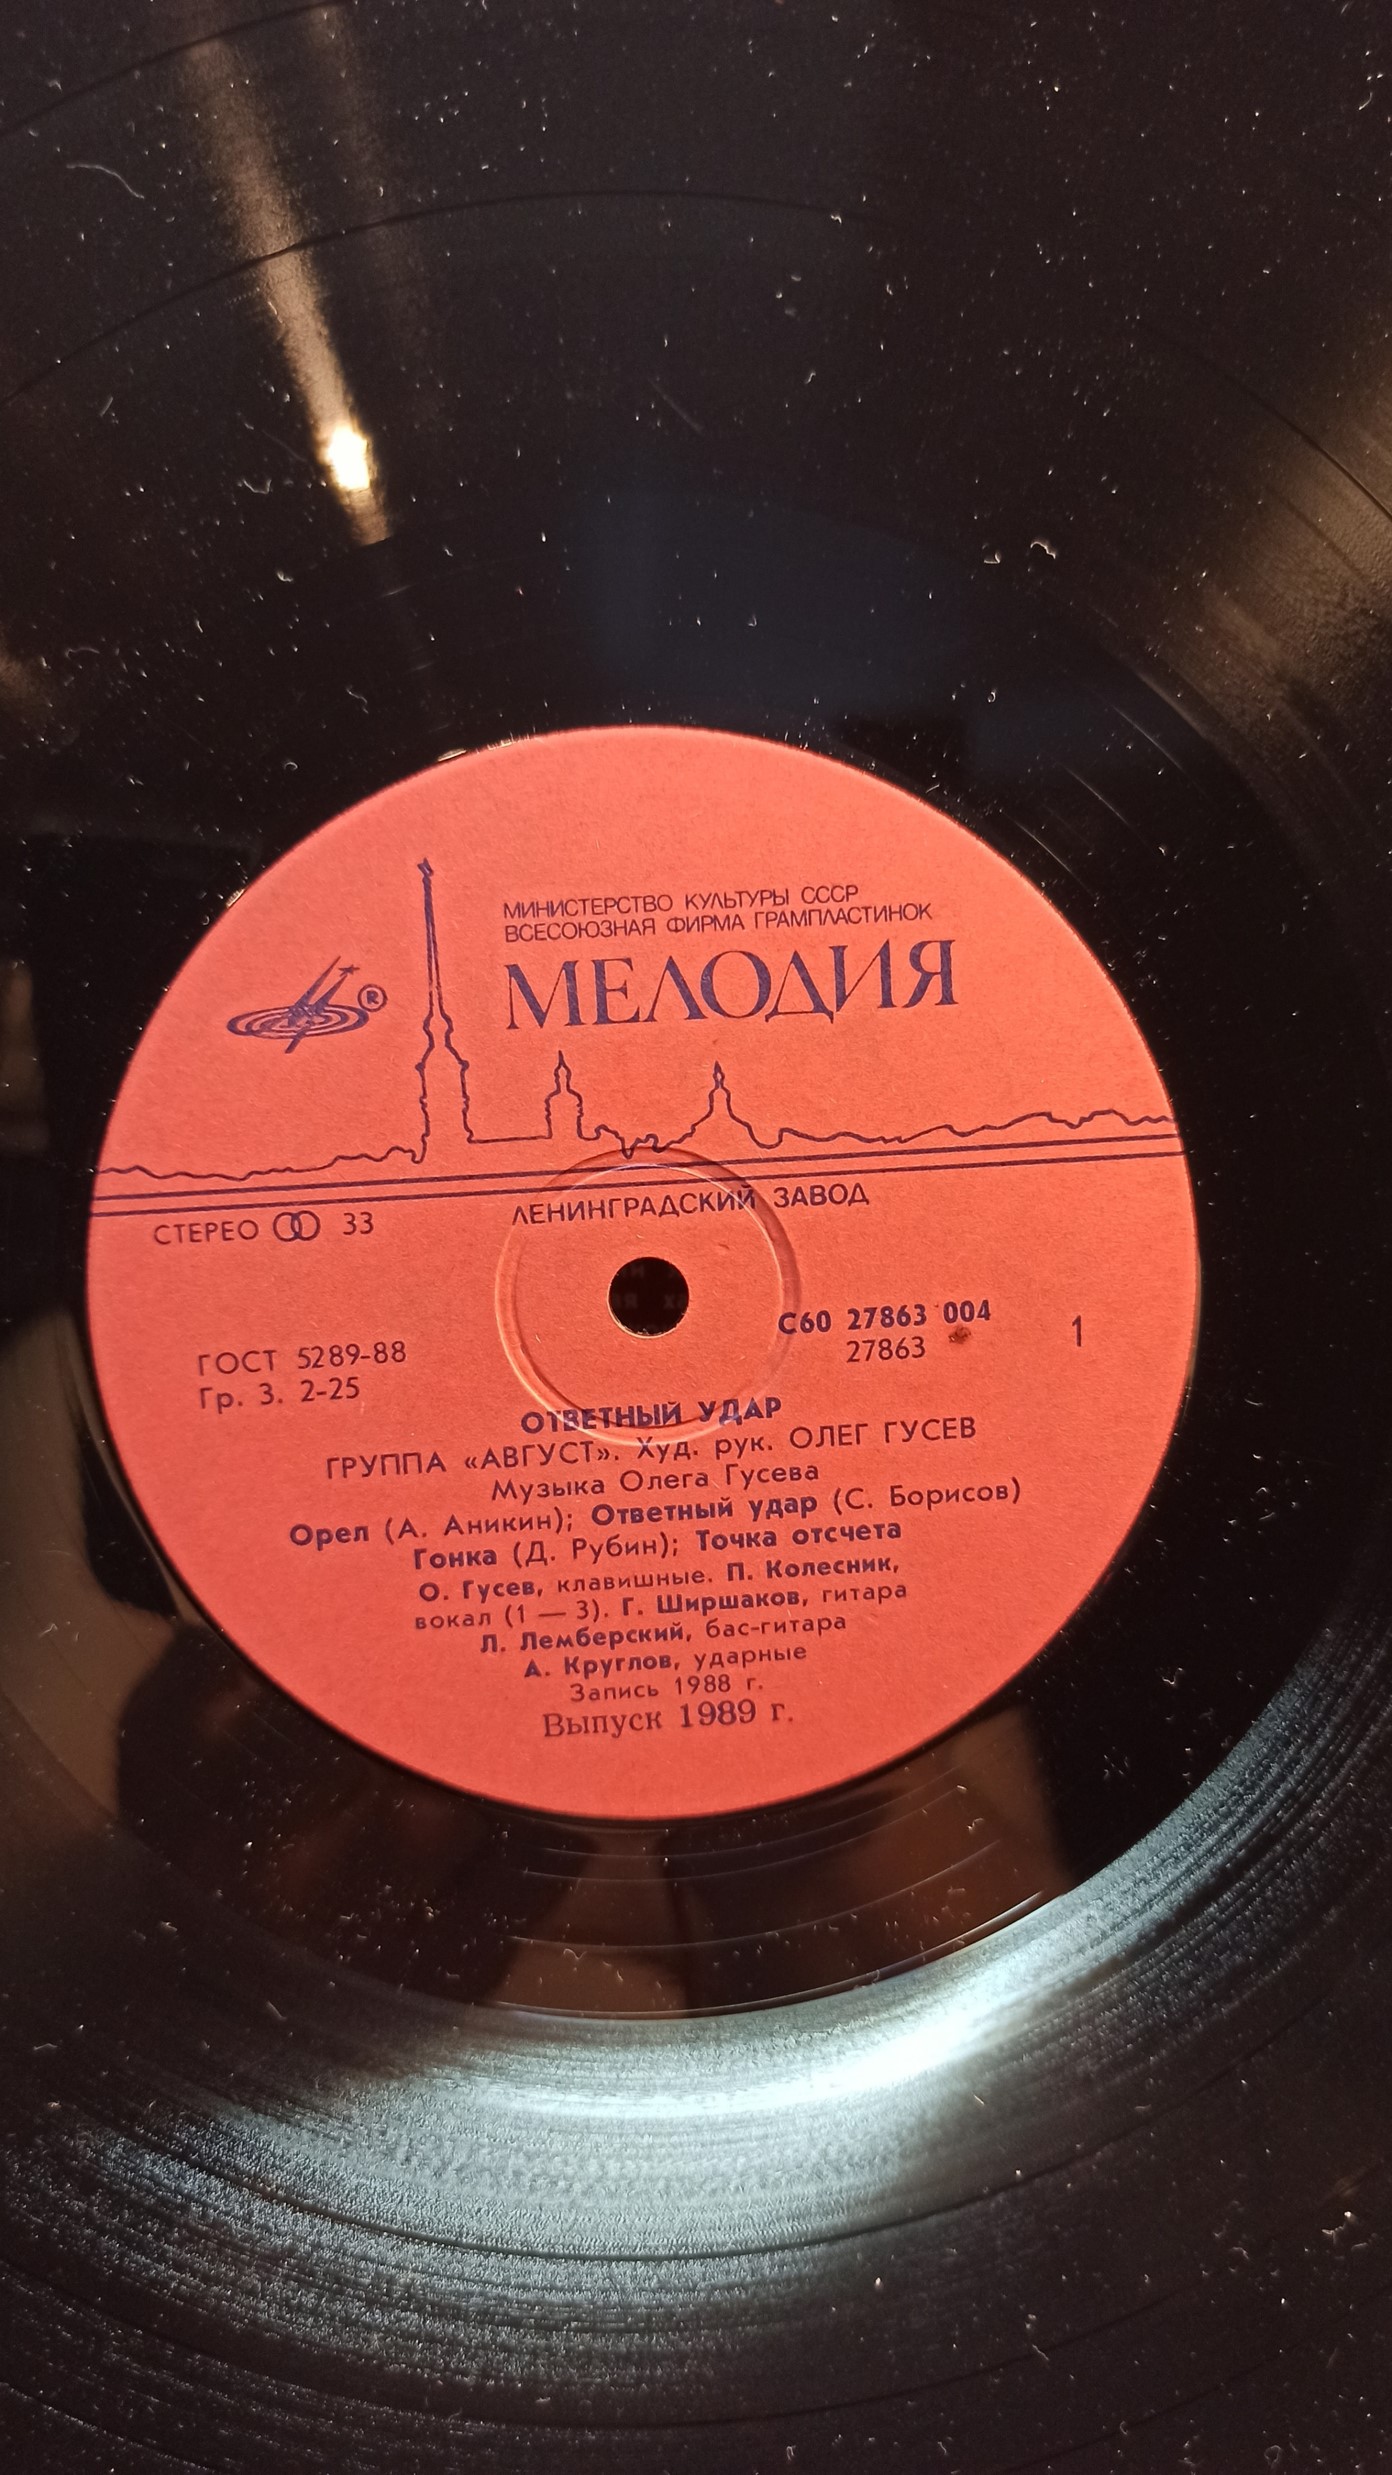 МИНИСТЕРСТВО КУЛЬТУРЫ СССР
ВСЕСОЮЗНАЯ ФИРМА ГРАМПЛАСТИНОК
МЕЛОДИЯ
®
ЛЕНИНГРАДСКИЙ ЗАВОД
СТЕРЕО 33
С60 27863 004
27863
1
ГОСТ 5289-88
Гр. 3. 2-25
ОТВЕТНЫЙ УДАР
ГРУППА «АВГУСТ». Худ. рук. ОЛЕГ ГУСЕВ
Музыка Олега Гусева
Орел (А. Аникин); Ответный удар (С. Борисов)
Гонка (Д. Рубин); Точка отсчета
О. Гусев, клавишные. П. Колесник,
вокал (1 — 3). Г. Ширшаков, гитара
Л. Лемберский, бас-гитара
А. Круглов, ударные
Запись 1988 г.
Выпуск 1989 г.